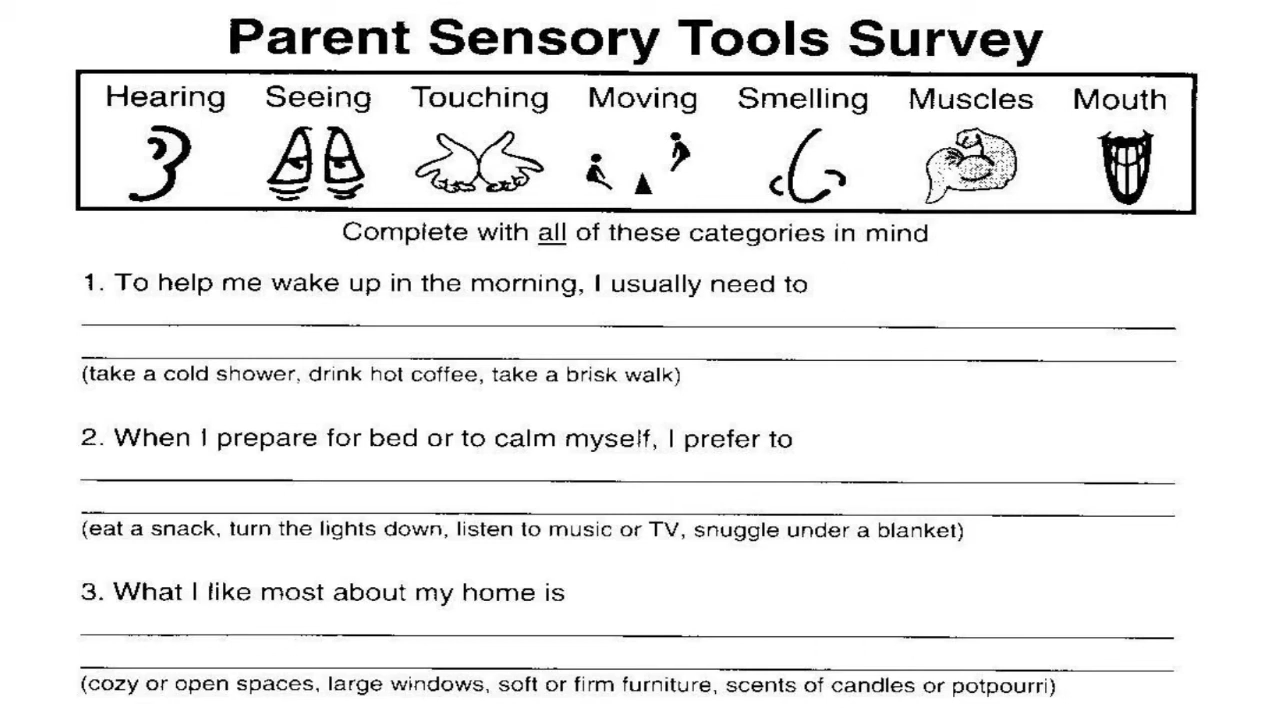 Parent Sensory Tools Survey
Hearing Seeing Touching Moving Smelling Muscles Mouth
Complete with all of these categories in mind
1. To help me wake up in the morning, I usually need to
(take a cold shower, drink hot coffee, take a brisk walk)
2. When I prepare for bed or to calm myself, I prefer to
(eat a snack, turn the lights down, listen to music or TV, snuggle under a blanket)
3. What I like most about my home is
(cozy or open spaces, large windows, soft or firm furniture, scents of candles or potpourri)